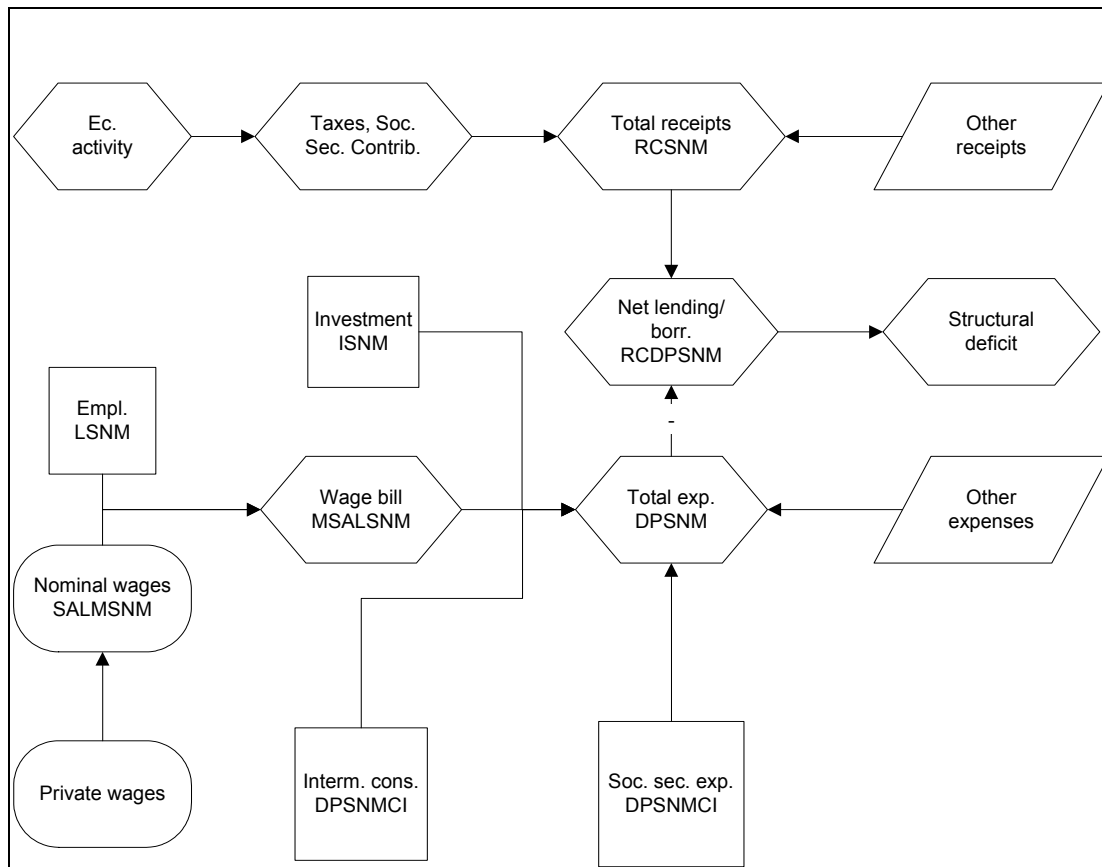 Ec.
activity
Taxes, Soc.
Sec. Contrib.
Total receipts
RCSNM
Other
receipts
Investment
ISNM
Net lending/
borr.
RCDPSNM
Structural
deficit
Empl.
LSNM
-
Wage bill
MSALSNM
Total exp.
DPSNM
Other
expenses
Nominal wages
SALMSNM
Private wages
Interm. cons.
DPSNMCI
Soc. sec. exp.
DPSNMCI